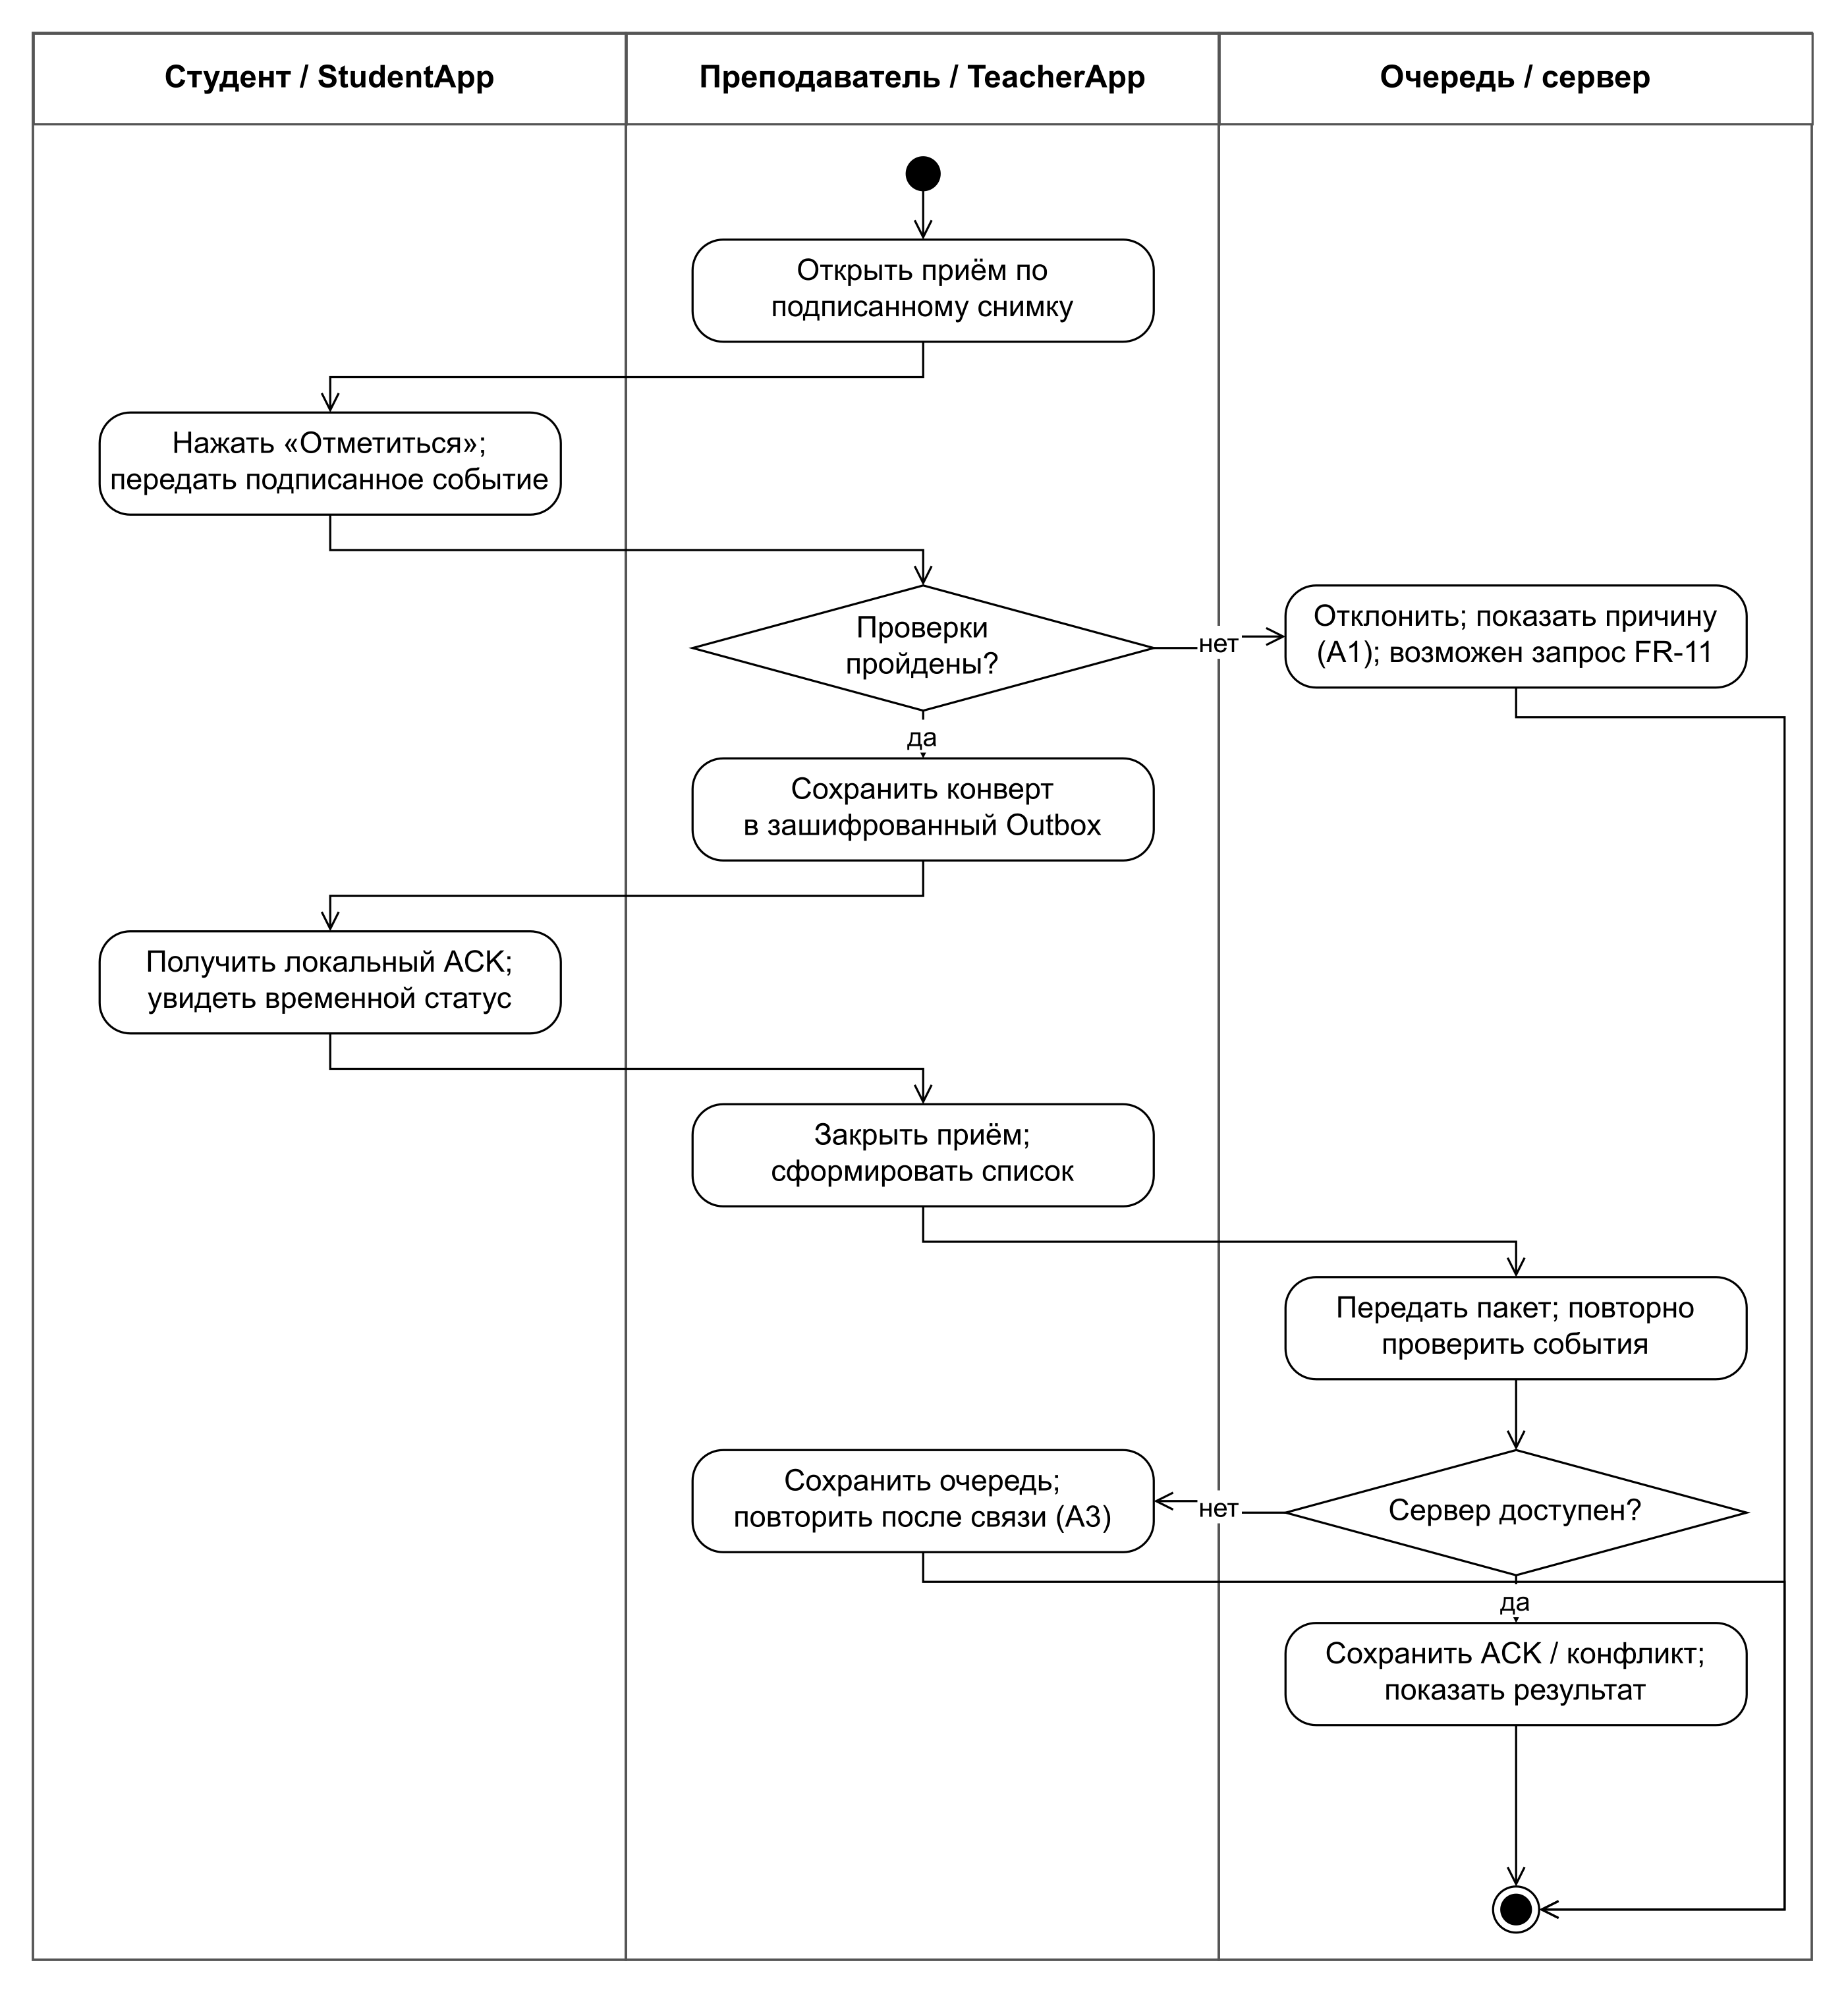 Студент / StudentApp
Преподаватель / TeacherApp
Очередь / сервер
Открыть приём по
подписанному снимку
Нажать «Отметиться»;
передать подписанное событие
Проверки
пройдены?
нет
Отклонить; показать причину
(A1); возможен запрос FR-11
да
Сохранить конверт
в зашифрованный Outbox
Получить локальный ACK;
увидеть временной статус
Закрыть приём;
сформировать список
Передать пакет; повторно
проверить события
Сохранить очередь;
повторить после связи (A3)
нет
Сервер доступен?
да
Сохранить ACK / конфликт;
показать результат